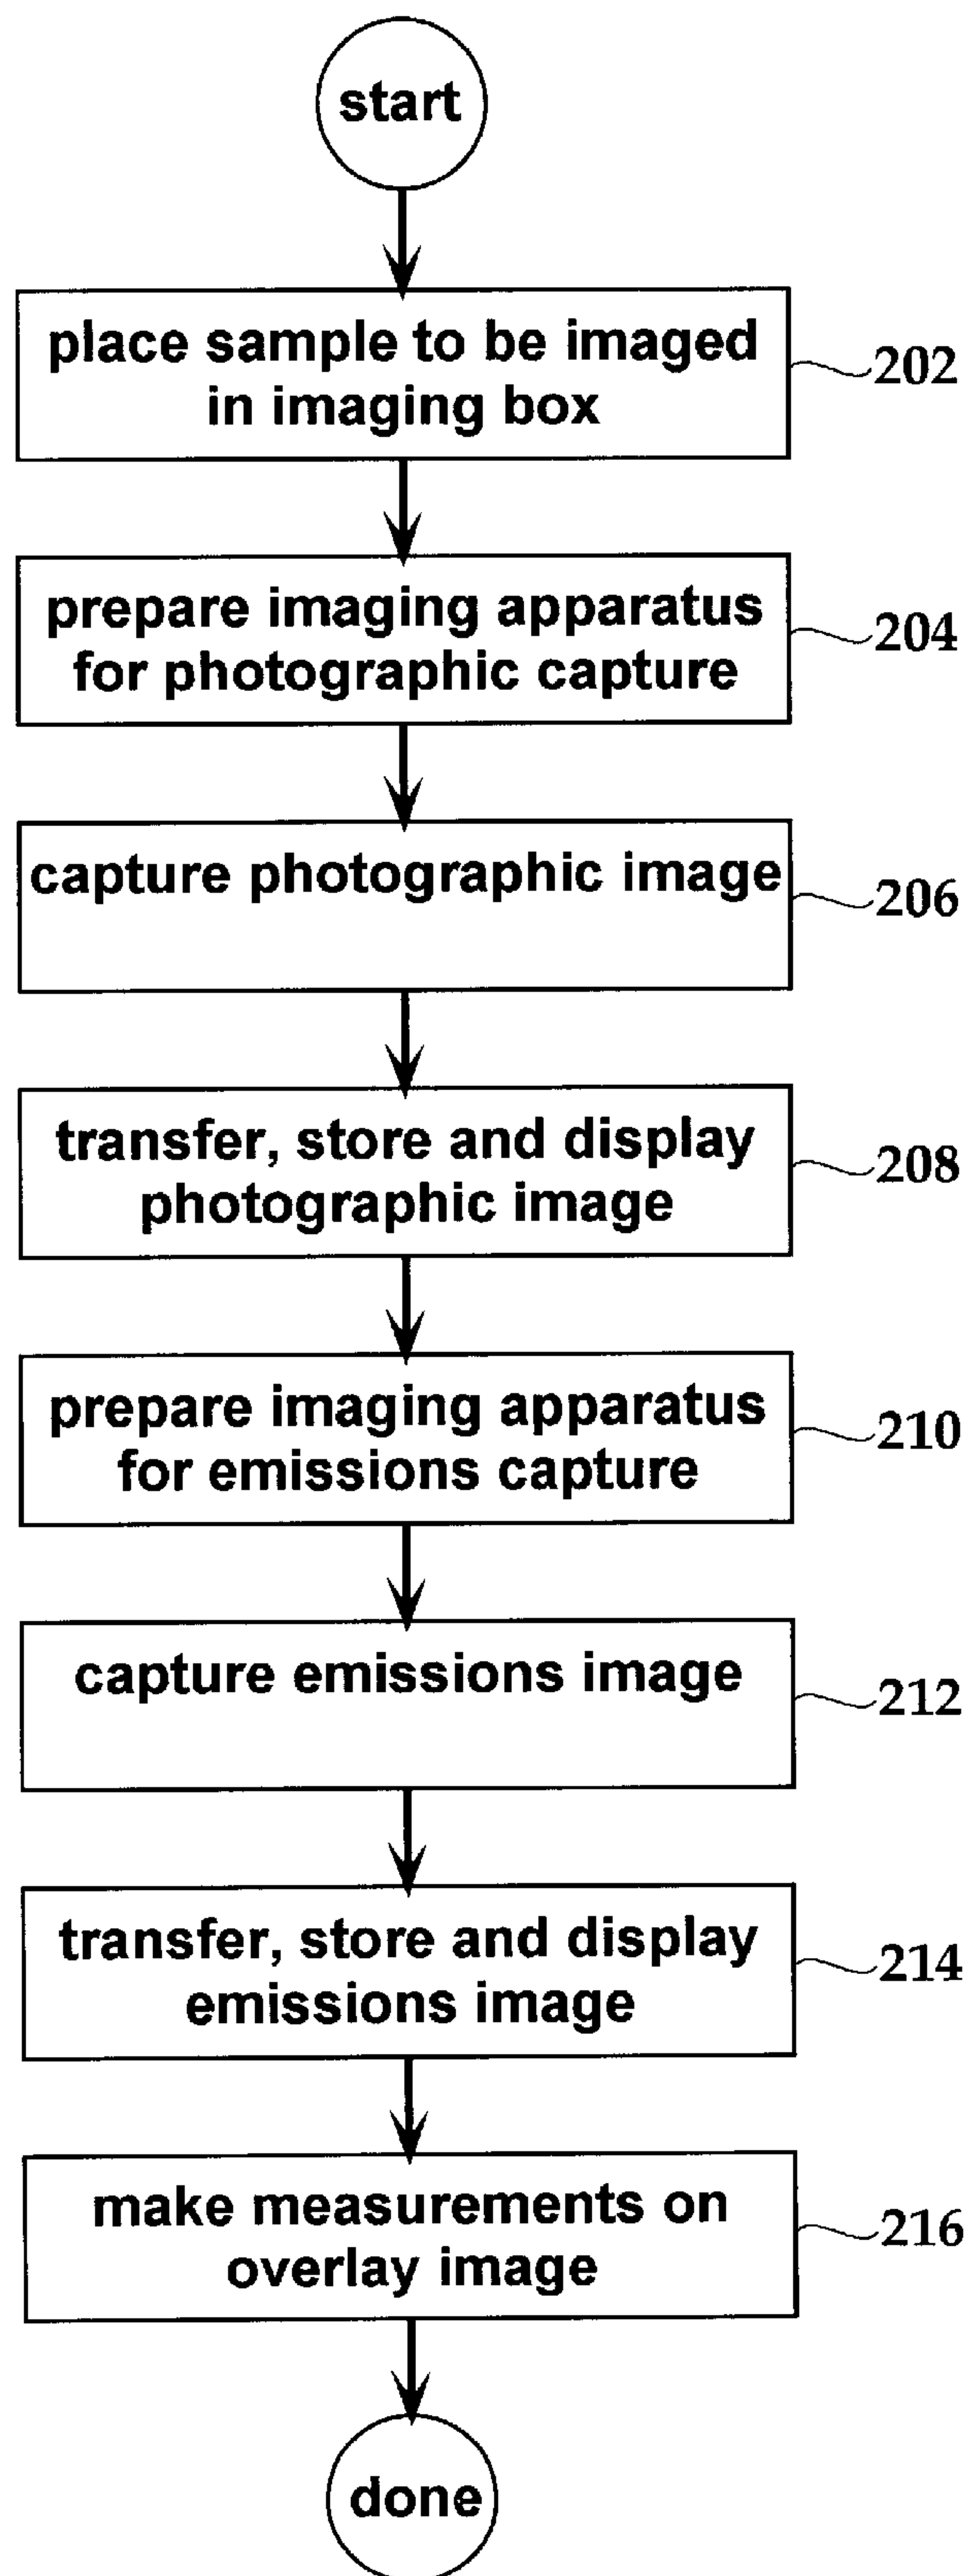 start
place sample to be imaged
in imaging box
202
prepare imaging apparatus
for photographic capture
204
capture photographic image
206
transfer, store and display
photographic image
208
prepare imaging apparatus
for emissions capture
210
capture emissions image
212
transfer, store and display
emissions image
214
make measurements on
overlay image
216
done